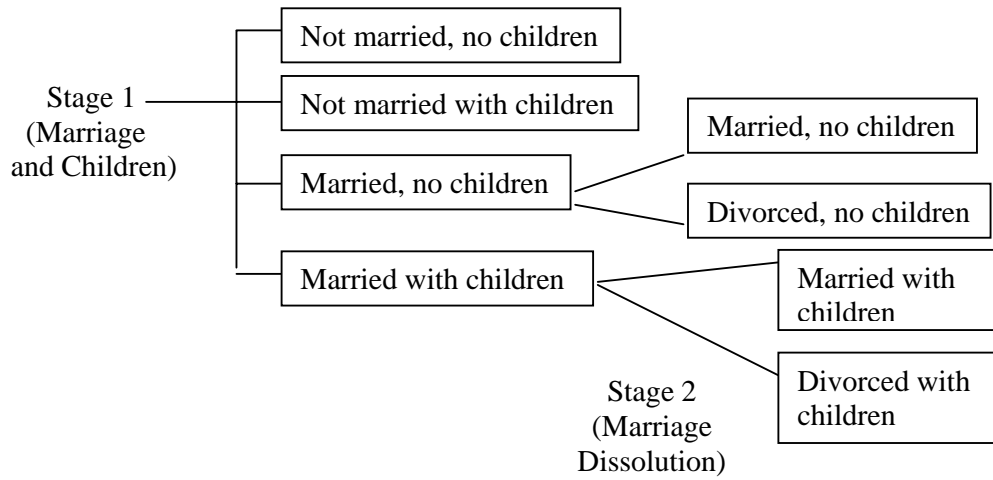 Not married, no children
Stage 1
(Marriage
and Children)
Not married with children
Married, no children
Married with children
Married, no children
Divorced, no children
Married with
children
Divorced with
children
Stage 2
(Marriage
Dissolution)